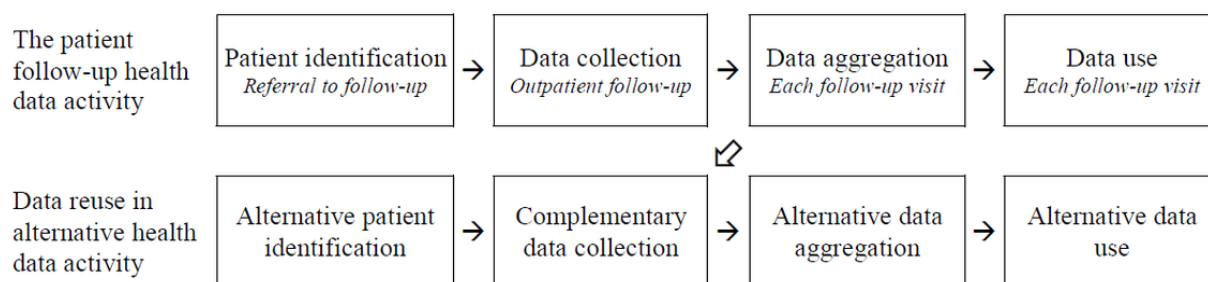 The patient
follow-up health
data activity
Patient identification
Referral to follow-up
→
Data collection
Outpatient follow-up
→
Data aggregation
Each follow-up visit
→
Data use
Each follow-up visit
Data reuse in
alternative health
data activity
Alternative patient
identification
→
Complementary
data collection
→
Alternative data
aggregation
→
Alternative data
use